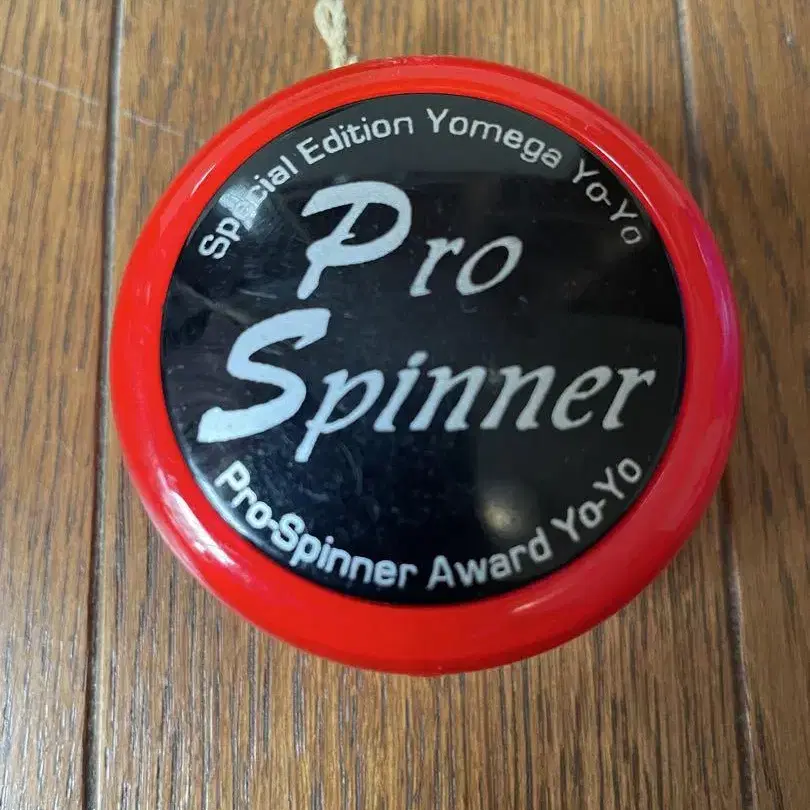 Special Edition Yomega Yo-Yo
Pro
Spinner
Pro-Spinner Award Yo-Yo